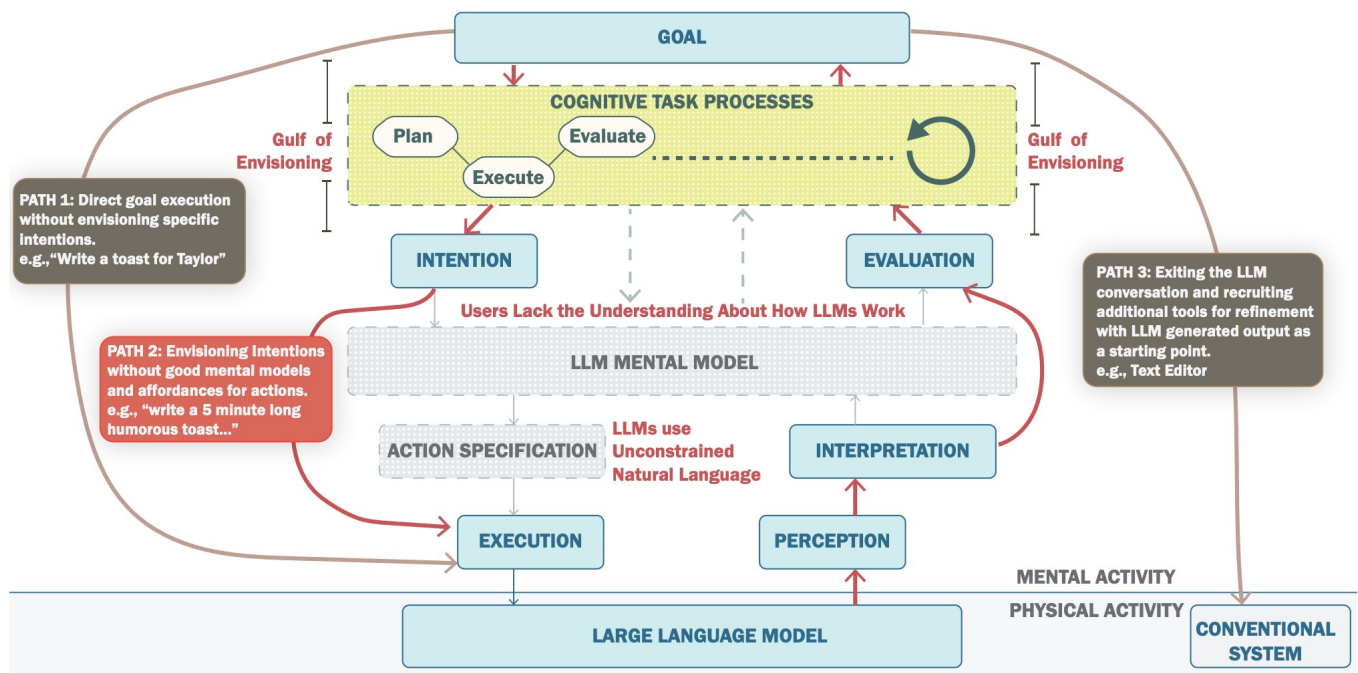 GOAL
COGNITIVE TASK PROCESSES
Plan
Evaluate
Execute
Gulf of
Envisioning
Gulf of
Envisioning
PATH 1: Direct goal execution
without envisioning specific
intentions.
e.g.,“Write a toast for Taylor”
INTENTION
EVALUATION
PATH 3: Exiting the LLM
conversation and recruiting
additional tools for refinement
with LLM generated output as
a starting point.
e.g., Text Editor
Users Lack the Understanding About How LLMs Work
PATH 2: Envisioning Intentions
without good mental models
and affordances for actions.
e.g., “write a 5 minute long
humorous toast...”
LLM MENTAL MODEL
ACTION SPECIFICATION
LLMs use
Unconstrained
Natural Language
INTERPRETATION
EXECUTION
PERCEPTION
MENTAL ACTIVITY
PHYSICAL ACTIVITY
LARGE LANGUAGE MODEL
CONVENTIONAL
SYSTEM